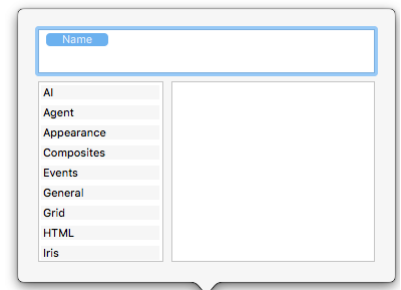 Name
AI
Agent
Appearance
Composites
Events
General
Grid
HTML
Iris